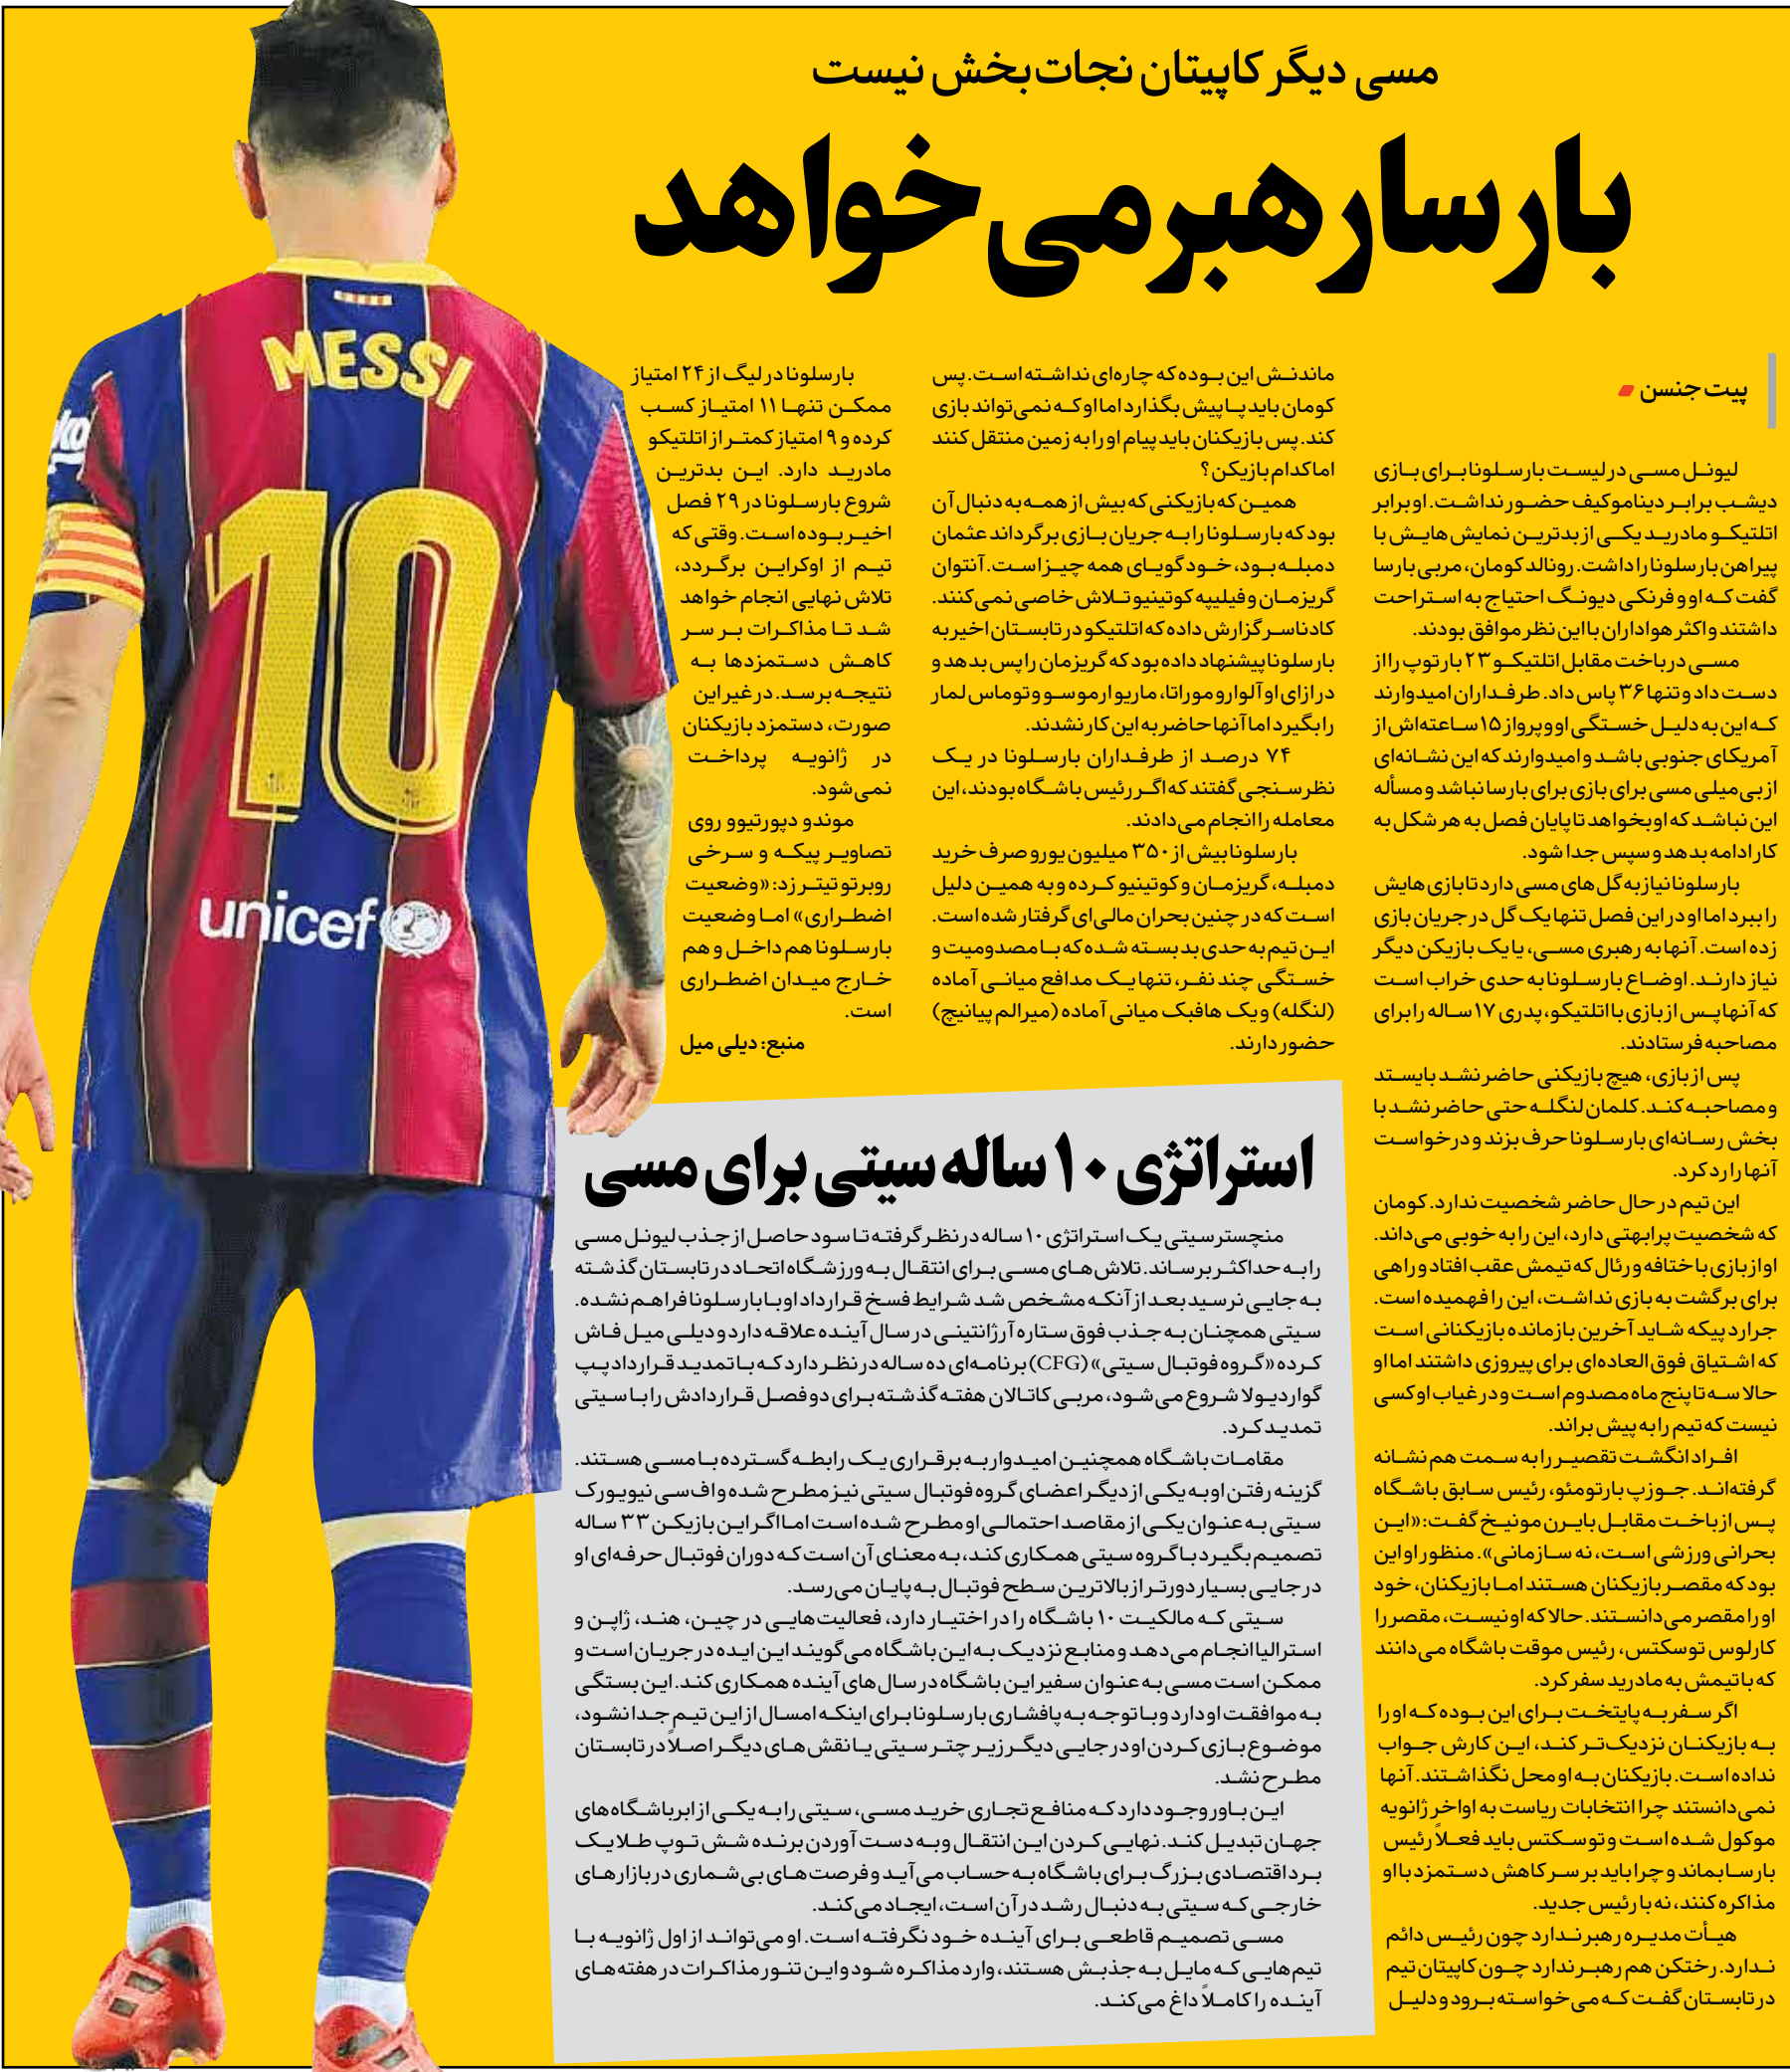 مسی دیگر کاپیتان نجات‌بخش نیست
بارسا رهبر می‌خواهد
پیت جنسن
لیونل مسی در لیست بارسلونا برای بازی
دیشب برابر دینامو کیف حضور نداشت. او برابر
اتلتیکو مادرید یکی از بدترین نمایش‌هایش با
پیراهن بارسلونا را داشت. رونالد کومان، مربی بارسا
گفت که او و فرنکی دیونگ احتیاج به استراحت
داشتند و اکثر هواداران با این نظر موافق بودند.
مسی در باخت مقابل اتلتیکو ۲۳ بار توپ را از
دست داد و تنها ۳۶ پاس داد. طرفداران امیدوارند
که این به دلیل خستگی او و پرواز ۱۵ ساعته‌اش از
آمریکای جنوبی باشد و امیدوارند که این نشانه‌ای
از بی‌میلی مسی برای بازی برای بارسا نباشد و مسأله
این نباشد که او بخواهد تا پایان فصل به هر شکل به
کار ادامه بدهد و سپس جدا شود.
بارسلونا نیاز به گل‌های مسی دارد تا بازی‌هایش
را ببرد اما او در این فصل تنها یک گل در جریان بازی
زده است. آنها به رهبری مسی، یا یک بازیکن دیگر
نیاز دارند. اوضاع بارسلونا به حدی خراب است
که آنها پس از بازی با اتلتیکو، پدری ۱۷ ساله را برای
مصاحبه فرستادند.
پس از بازی، هیچ بازیکنی حاضر نشد بایستد
و مصاحبه کند. کلمان لنگله حتی حاضر نشد با
بخش رسانه‌ای بارسلونا حرف بزند و درخواست
آنها را رد کرد.
این تیم در حال حاضر شخصیت ندارد. کومان
که شخصیت پرابهتی دارد، این را به خوبی می‌داند.
او از بازی با ختافه و رئال که تیمش عقب افتاد و راهی
برای برگشت به بازی نداشت، این را فهمیده است.
جرارد پیکه شاید آخرین بازمانده بازیکنانی است
که اشتیاق فوق‌العاده‌ای برای پیروزی داشتند اما او
حالا سه تا پنج ماه مصدوم است و در غیاب او کسی
نیست که تیم را به پیش براند.
افراد انگشت تقصیر را به سمت هم نشانه
گرفته‌اند. جوزپ بارتومئو، رئیس سابق باشگاه
پس از باخت مقابل بایرن مونیخ گفت: «این
بحرانی ورزشی است، نه سازمانی». منظور او این
بود که مقصر بازیکنان هستند اما بازیکنان، خود
او را مقصر می‌دانستند. حالا که او نیست، مقصر را
کارلوس توسکتس، رئیس موقت باشگاه می‌دانند
که با تیمش به مادرید سفر کرد.
اگر سفر به پایتخت برای این بوده که او را
به بازیکنان نزدیک‌تر کند، این کارش جواب
نداده است. بازیکنان به او محل نگذاشتند. آنها
نمی‌دانستند چرا انتخابات ریاست به اواخر ژانویه
موکول شده است و توسکتس باید فعلاً رئیس
بارسا بماند و چرا باید بر سر کاهش دستمزد با او
مذاکره کنند، نه با رئیس جدید.
هیأت مدیره رهبر ندارد چون رئیس دائم
ندارد. رختکن هم رهبر ندارد چون کاپیتان تیم
در تابستان گفت که می‌خواسته برود و دلیل
ماندنش این بوده که چاره‌ای نداشته است. پس
کومان باید پا پیش بگذارد اما او که نمی‌تواند بازی
کند. پس بازیکنان باید پیام او را به زمین منتقل کنند
اما کدام بازیکن؟
همین که بازیکنی که بیش از همه به دنبال آن
بود که بارسلونا را به جریان بازی برگرداند عثمان
دمبله بود، خود گویای همه چیز است. آنتوان
گریزمان و فیلیپه کوتینیو تلاش خاصی نمی‌کنند.
کادنا سر گزارش داده که اتلتیکو در تابستان اخیر به
بارسلونا پیشنهاد داده بود که گریزمان را پس بدهد و
در ازای او آلوارو موراتا، ماریو ارموسو و توماس لمار
را بگیرد اما آنها حاضر به این کار نشدند.
۷۴ درصد از طرفداران بارسلونا در یک
نظرسنجی گفتند که اگر رئیس باشگاه بودند، این
معامله را انجام می‌دادند.
بارسلونا بیش از ۳۵۰ میلیون یورو صرف خرید
دمبله، گریزمان و کوتینیو کرده و به همین دلیل
است که در چنین بحران مالی‌ای گرفتار شده است.
این تیم به حدی بد بسته شده که با مصدومیت و
خستگی چند نفر، تنها یک مدافع میانی آماده
(لنگله) و یک هافبک میانی آماده (میرالم پیانیچ)
حضور دارند.
بارسلونا در لیگ از ۲۴ امتیاز
ممکن تنها ۱۱ امتیاز کسب
کرده و ۹ امتیاز کمتر از اتلتیکو
مادرید دارد. این بدترین
شروع بارسلونا در ۲۹ فصل
اخیر بوده است. وقتی که
تیم از اوکراین برگردد،
تلاش نهایی انجام خواهد
شد تا مذاکرات بر سر
کاهش دستمزدها به
نتیجه برسد. در غیر این
صورت، دستمزد بازیکنان
در ژانویه پرداخت
نمی‌شود.
موندو دپورتیوو روی
تصاویر پیکه و سرخی
روبرتو تیتر زد: «وضعیت
اضطراری» اما وضعیت
بارسلونا هم داخل و هم
خارج میدان اضطراری
است.
منبع: دیلی میل
استراتژی ۱۰ ساله سیتی برای مسی
منچسترسیتی یک استراتژی ۱۰ ساله در نظر گرفته تا سود حاصل از جذب لیونل مسی
را به حداکثر برساند. تلاش‌های مسی برای انتقال به ورزشگاه اتحاد در تابستان گذشته
به جایی نرسید بعد از آنکه مشخص شد شرایط فسخ قرارداد او با بارسلونا فراهم نشده.
سیتی همچنان به جذب فوق ستاره آرژانتینی در سال آینده علاقه دارد و دیلی میل فاش
کرده «گروه فوتبال سیتی» (CFG) برنامه‌ای ده ساله در نظر دارد که با تمدید قرارداد پپ
گواردیولا شروع می‌شود، مربی کاتالان هفته گذشته برای دو فصل قراردادش را با سیتی
تمدید کرد.
مقامات باشگاه همچنین امیدوار به برقراری یک رابطه گسترده با مسی هستند.
گزینه رفتن او به یکی از دیگر اعضای گروه فوتبال سیتی نیز مطرح شده و اف‌سی نیویورک
سیتی به عنوان یکی از مقاصد احتمالی او مطرح شده است اما اگر این بازیکن ۳۳ ساله
تصمیم بگیرد با گروه سیتی همکاری کند، به معنای آن است که دوران فوتبال حرفه‌ای او
در جایی بسیار دورتر از بالاترین سطح فوتبال به پایان می‌رسد.
سیتی که مالکیت ۱۰ باشگاه را در اختیار دارد، فعالیت‌هایی در چین، هند، ژاپن و
استرالیا انجام می‌دهد و منابع نزدیک به این باشگاه می‌گویند این ایده در جریان است و
ممکن است مسی به عنوان سفیر این باشگاه در سال‌های آینده همکاری کند. این بستگی
به موافقت او دارد و با توجه به پافشاری بارسلونا برای اینکه امسال از این تیم جدا نشود،
موضوع بازی کردن او در جایی دیگر زیر چتر سیتی یا نقش‌های دیگر اصلاً در تابستان
مطرح نشد.
این باور وجود دارد که منافع تجاری خرید مسی، سیتی را به یکی از ابرباشگاه‌های
جهان تبدیل کند. نهایی کردن این انتقال و به دست آوردن برنده شش توپ طلا یک
برد اقتصادی بزرگ برای باشگاه به حساب می‌آید و فرصت‌های بی‌شماری در بازارهای
خارجی که سیتی به دنبال رشد در آن است، ایجاد می‌کند.
مسی تصمیم قاطعی برای آینده خود نگرفته است. او می‌تواند از اول ژانویه با
تیم‌هایی که مایل به جذبش هستند، وارد مذاکره شود و این تنور مذاکرات در هفته‌های
آینده را کاملاً داغ می‌کند.
MESSI
10
unicef
ko